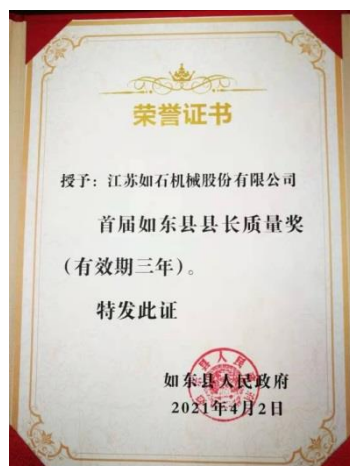 荣誉证书
授予：江苏如石机械股份有限公司
首届如东县县长质量奖
（有效期三年）。
特发此证
如东县人民政府
2021年4月2日